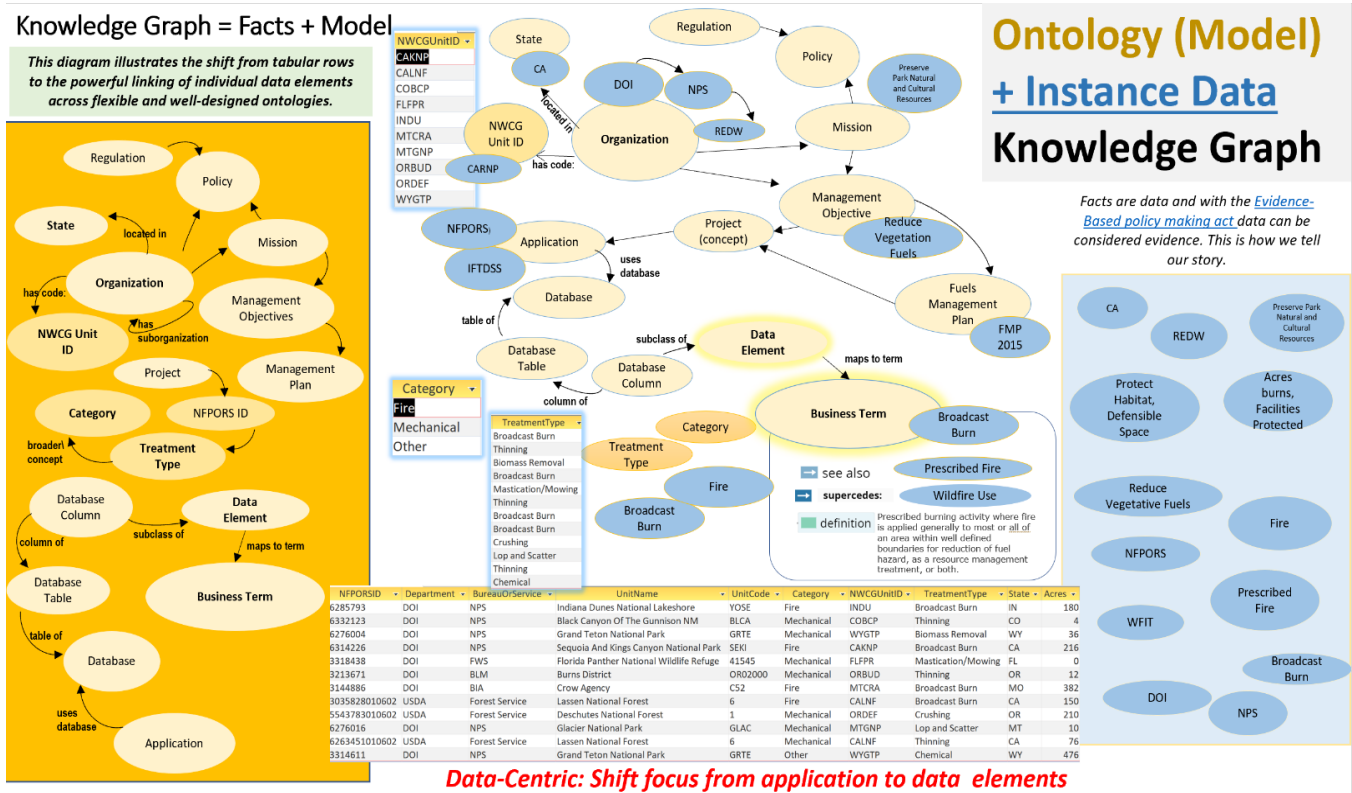 Knowledge Graph = Facts + Model
This diagram illustrates the shift from tabular rows
to the powerful linking of individual data elements
across flexible and well-designed ontologies.
Regulation
Policy
State
located in
Mission
Organization
has code:
has
suborganization
Management
Objectives
NWCG Unit
ID
Project
Management
Plan
Category
NFPORS ID
broader\
concept
Treatment
Type
Database
Column
Data
Element
subclass of
column of
maps to term
Database
Table
Business Term
table of
Database
uses
database
Application
NWCGUnitID
CAKNP
CALNF
COBCP
FLFPR
INDU
MTCRA
MTGNP
ORBUD
ORDEF
WYGTP
State
CA
located in
Regulation
Policy
DOI
NPS
REDW
Preserve
Park Natural
and Cultural
Resources
NWCG
Unit ID
CARNP
has code:
Organization
Mission
Management
Objective
Reduce
Vegetation
Fuels
Project
(concept)
NFPORS
Application
IFTDSS
uses
database
Database
Fuels
Management
Plan
FMP
2015
table of
Database
Table
subclass of
Data
Element
Database
Column
column of
maps to term
Business Term
Broadcast
Burn
Category
Fire
Mechanical
Other
TreatmentType
Broadcast Burn
Thinning
Biomass Removal
Broadcast Burn
Mastication/Mowing
Thinning
Broadcast Burn
Broadcast Burn
Crushing
Lop and Scatter
Thinning
Chemical
Category
Treatment
Type
Fire
Broadcast
Burn
see also
Prescribed Fire
supercedes:
Wildfire Use
definition
Prescribed burning activity where fire
is applied generally to most or all of
an area within well defined
boundaries for reduction of fuel
hazard, as a resource management
treatment, or both.
Ontology (Model)
+ Instance Data
Knowledge Graph
Facts are data and with the Evidence-
Based policy making act data can be
considered evidence. This is how we tell
our story.
CA
REDW
Preserve Park
Natural and
Cultural
Resources
Protect
Habitat,
Defensible
Space
Acres
burns,
Facilities
Protected
Reduce
Vegetative Fuels
Fire
NFPORS
Prescribed
Fire
WFIT
Broadcast
Burn
DOI
NPS
NFPORSID Department BureauOrService UnitName UnitCode Category NWCGUnitID TreatmentType State Acres
6285793 DOI NPS Indiana Dunes National Lakeshore YOSE Fire INDU Broadcast Burn IN 180
6332123 DOI NPS Black Canyon Of The Gunnison NM BLCA Mechanical COBCP Thinning CO 4
6276004 DOI NPS Grand Teton National Park GRTE Mechanical WYGTP Biomass Removal WY 36
6314226 DOI NPS Sequoia And Kings Canyon National Park SEKI Fire CAKNP Broadcast Burn CA 216
3318438 DOI FWS Florida Panther National Wildlife Refuge 41545 Mechanical FLFPR Mastication/Mowing FL 0
3213671 DOI BLM Burns District OR02000 Mechanical ORBUD Thinning OR 12
3144886 DOI BIA Crow Agency C52 Fire MTCRA Broadcast Burn MO 382
3035828010602 USDA Forest Service Lassen National Forest 6 Fire CALNF Broadcast Burn CA 150
5543783010602 USDA Forest Service Deschutes National Forest 1 Mechanical ORDEF Crushing OR 210
6276016 DOI NPS Glacier National Park GLAC Mechanical MTGNP Lop and Scatter MT 10
6263451010602 USDA Forest Service Lassen National Forest 6 Mechanical CALNF Thinning CA 76
3314611 DOI NPS Grand Teton National Park GRTE Other WYGTP Chemical WY 476
Data-Centric: Shift focus from application to data elements